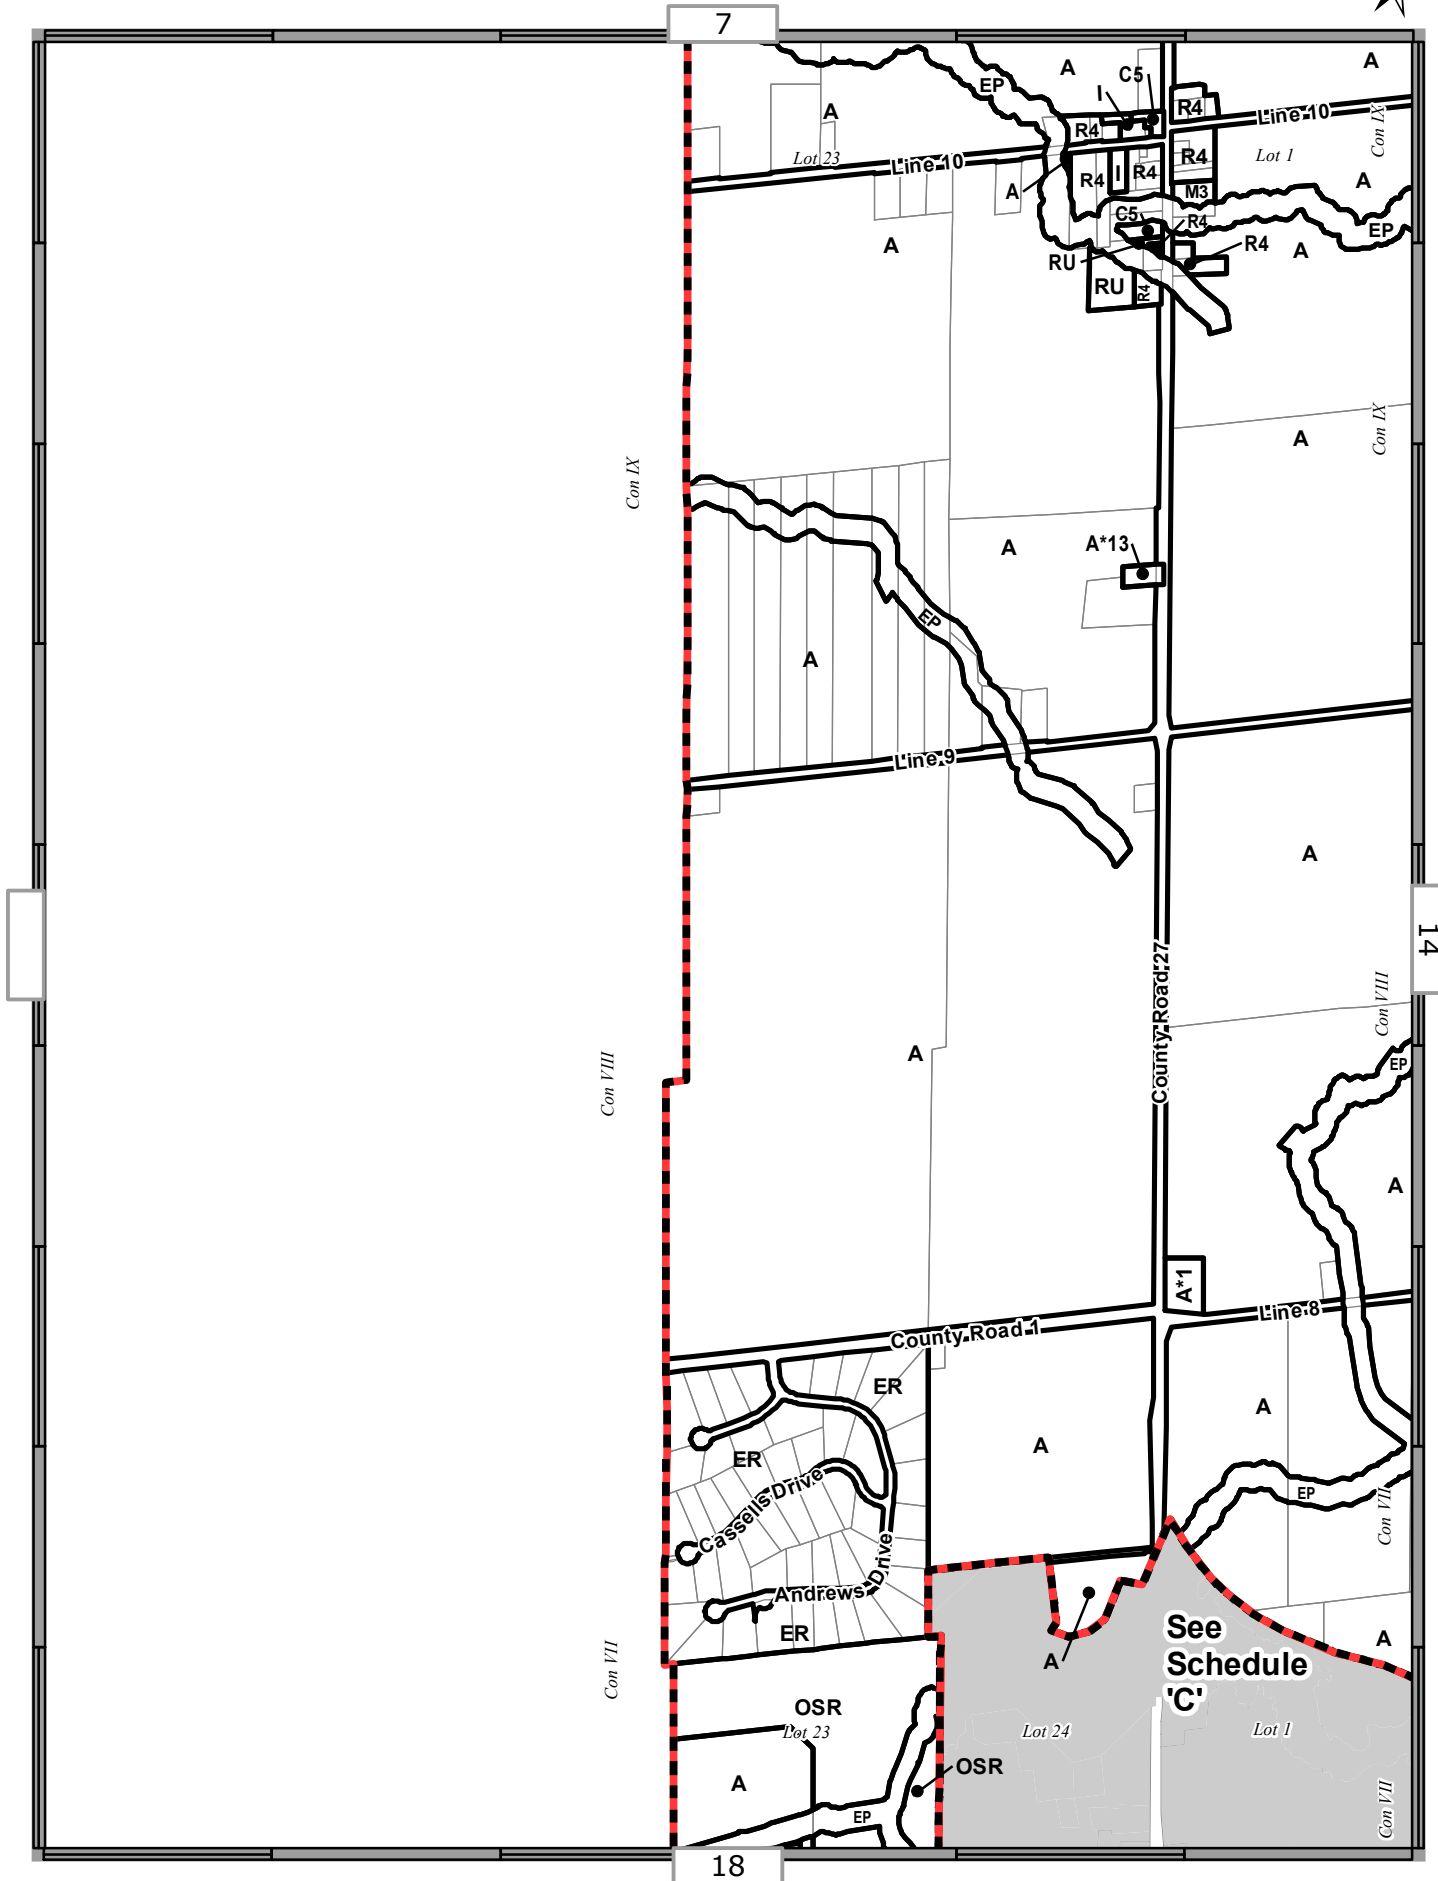 7
A
C5
A
EP
I
A
R4
Line 10
Con IX
R4
Lot 23
Line 10
R4
Lot 1
A
R4
I
R4
M3
A
C5
R4
EP
A
R4
A
RU
RU
R4
Con IX
A
Con IX
A
A*13
EP
A
Line 9
A
14
County Road 27
Con VIII
A
EP
Con VIII
A
A*1
Line 8
County Road 1
ER
A
A
ER
Cassells Drive
EP
Con VII
Andrews Drive
ER
See
Schedule
'C'
A
A
Con VII
OSR
Lot 23
Lot 24
Lot 1
OSR
A
EP
Con VII
18